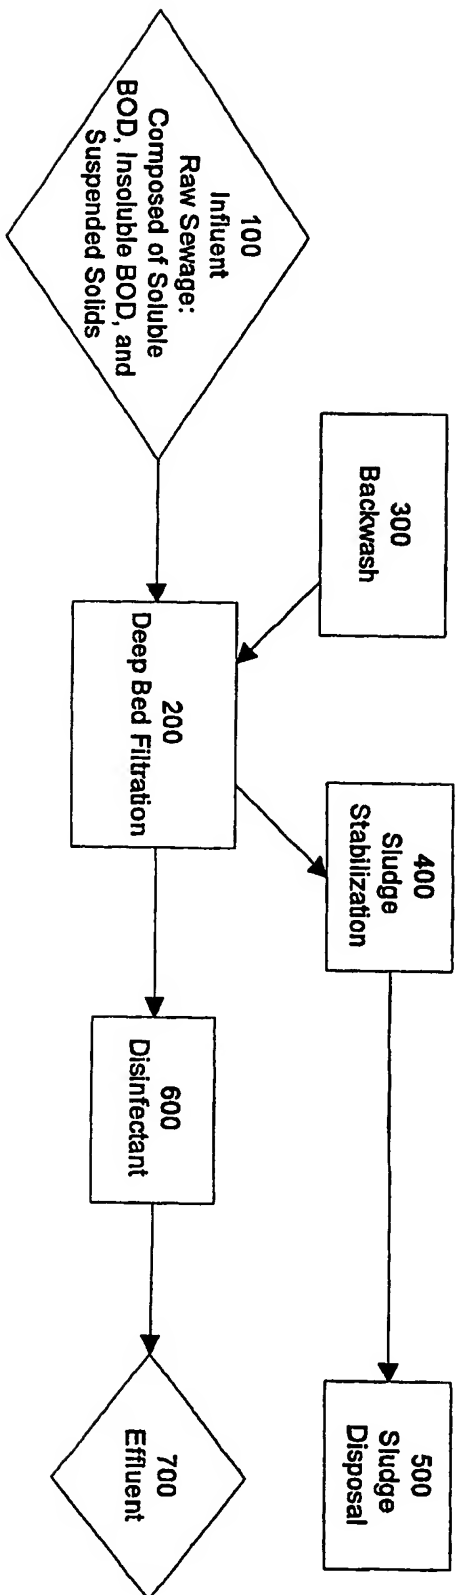 100
Influent
Raw Sewage:
Composed of Soluble
BOD, Insoluble BOD, and
Suspended Solids
300
Backwash
200
Deep Bed Filtration
400
Sludge
Stabilization
500
Sludge
Disposal
600
Disinfectant
700
Effluent